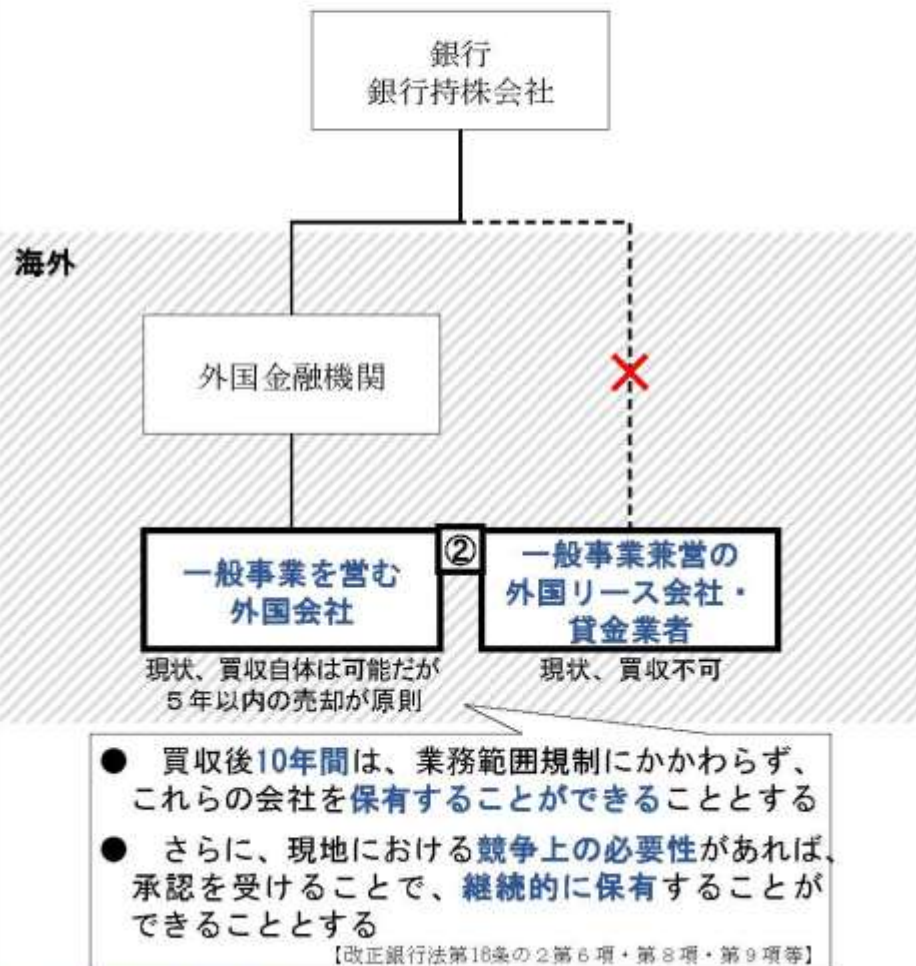 銀行
銀行持株会社
海外
外国金融機関
②
一般事業を営む
外国会社
一般事業兼営の
外国リース会社・
貸金業者
現状、買収自体は可能だが
5年以内の売却が原則
現状、買収不可
● 買収後10年間は、業務範囲規制にかかわらず、
これらの会社を保有することができることとする
● さらに、現地における競争上の必要性があれば、
承認を受けることで、継続的に保有することが
できることとする
【改正銀行法第16条の2第6項・第8項・第9項等】